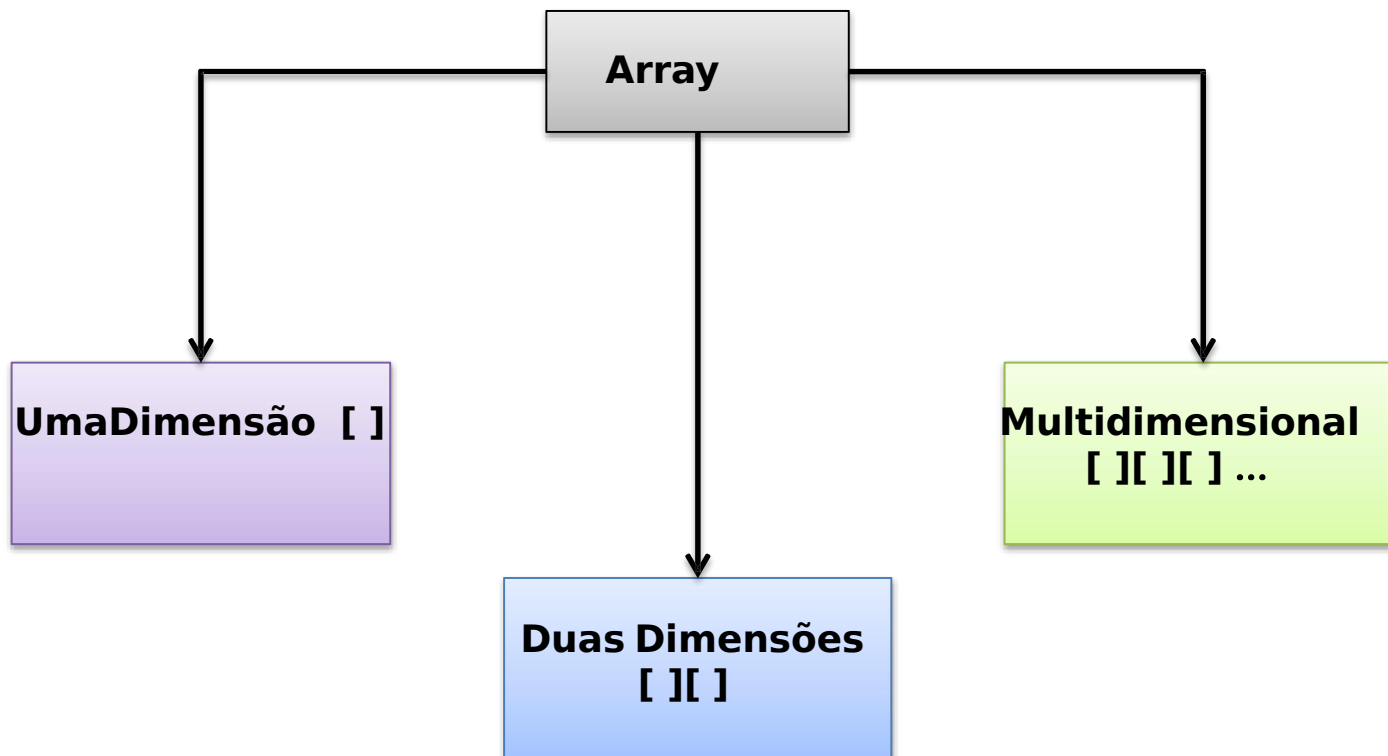 Array
UmaDimensão [ ]
Multidimensional
[ ][ ][ ] ...
Duas Dimensões
[ ][ ]